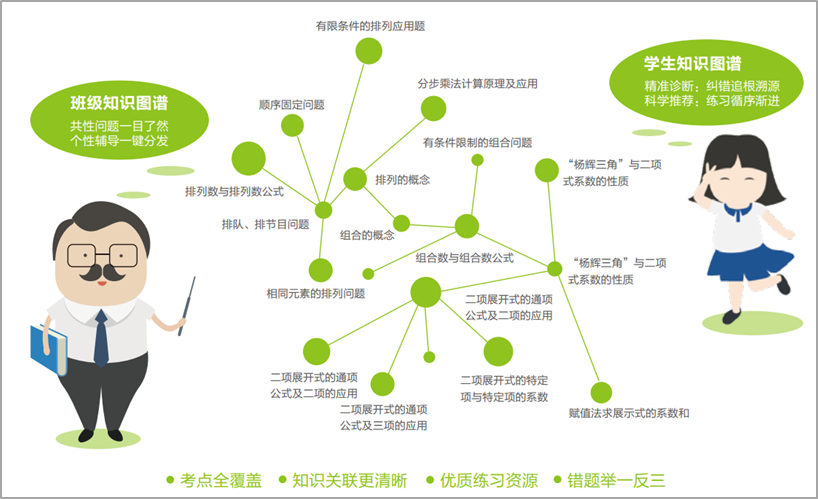 有限条件的排列应用题
学生知识图谱
精准诊断：纠错追根溯源
科学推荐：练习循序渐进
班级知识图谱
共性问题一目了然
个性辅导一键分发
分步乘法计算原理及应用
顺序固定问题
有条件限制的组合问题
“杨辉三角”与二项
式系数的性质
排列的概念
排列数与排列数公式
排队、排节目问题
组合的概念
组合数与组合数公式
“杨辉三角”与二项
式系数的性质
相同元素的排列问题
二项展开式的通项
公式及二项的应用
二项展开式的通项
公式及二项的应用
二项展开式的特定
项与特定项的系数
二项展开式的通项
公式及三项的应用
赋值法求展示式的系数和
考点全覆盖
知识关联更清晰
优质练习资源
错题举一反三